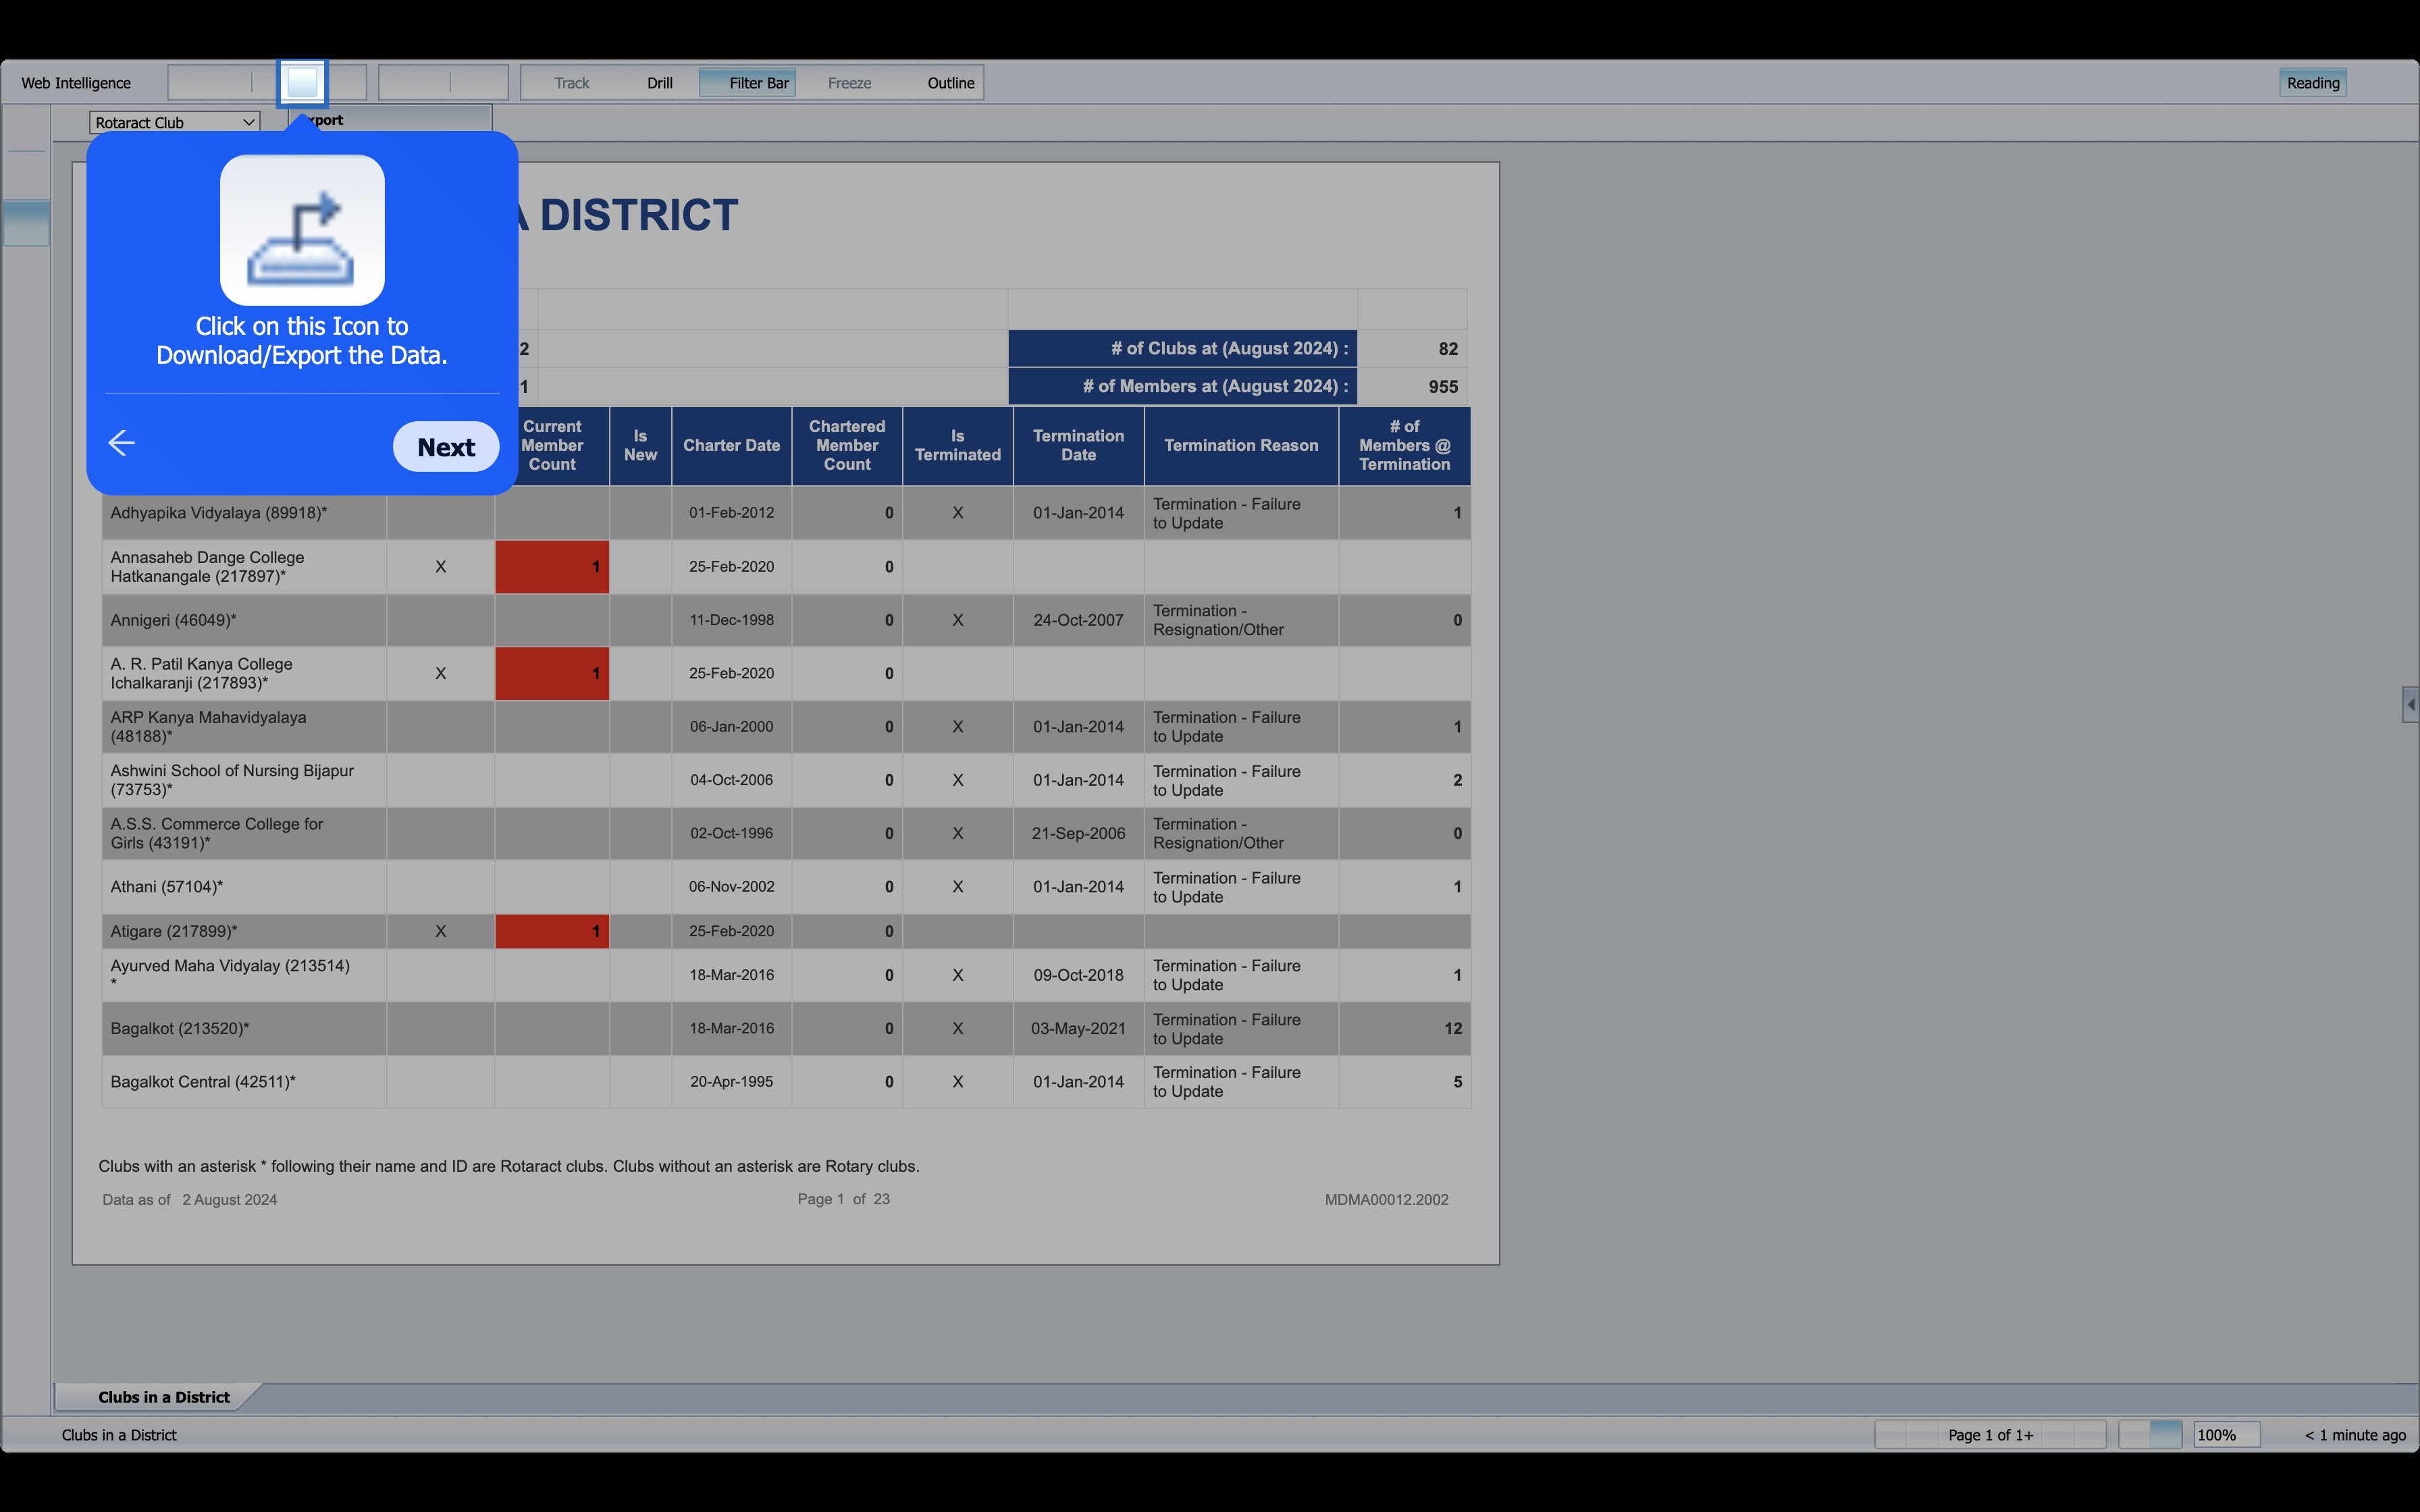 Web Intelligence Track Drill Filter Bar Freeze Outline Reading
Rotaract Club xport
Click on this Icon to
Download/Export the Data.
Next
A DISTRICT
2 # of Clubs at (August 2024) : 82
1 # of Members at (August 2024) : 955
Current Member Count Is New Charter Date Chartered Member Count Is Terminated Termination Date Termination Reason # of Members @ Termination
Adhyapika Vidyalaya (89918)* 01-Feb-2012 0 X 01-Jan-2014 Termination - Failure to Update 1
Annasaheb Dange College Hatkanangale (217897)* X 1 25-Feb-2020 0
Annigeri (46049)* 11-Dec-1998 0 X 24-Oct-2007 Termination - Resignation/Other 0
A. R. Patil Kanya College Ichalkaranji (217893)* X 1 25-Feb-2020 0
ARP Kanya Mahavidyalaya (48188)* 06-Jan-2000 0 X 01-Jan-2014 Termination - Failure to Update 1
Ashwini School of Nursing Bijapur (73753)* 04-Oct-2006 0 X 01-Jan-2014 Termination - Failure to Update 2
A.S.S. Commerce College for Girls (43191)* 02-Oct-1996 0 X 21-Sep-2006 Termination - Resignation/Other 0
Athani (57104)* 06-Nov-2002 0 X 01-Jan-2014 Termination - Failure to Update 1
Atigare (217899)* X 1 25-Feb-2020 0
Ayurved Maha Vidyalay (213514) * 18-Mar-2016 0 X 09-Oct-2018 Termination - Failure to Update 1
Bagalkot (213520)* 18-Mar-2016 0 X 03-May-2021 Termination - Failure to Update 12
Bagalkot Central (42511)* 20-Apr-1995 0 X 01-Jan-2014 Termination - Failure to Update 5
Clubs with an asterisk * following their name and ID are Rotaract clubs. Clubs without an asterisk are Rotary clubs.
Data as of 2 August 2024 Page 1 of 23 MDMA00012.2002
Clubs in a District
Clubs in a District Page 1 of 1+ 100% < 1 minute ago